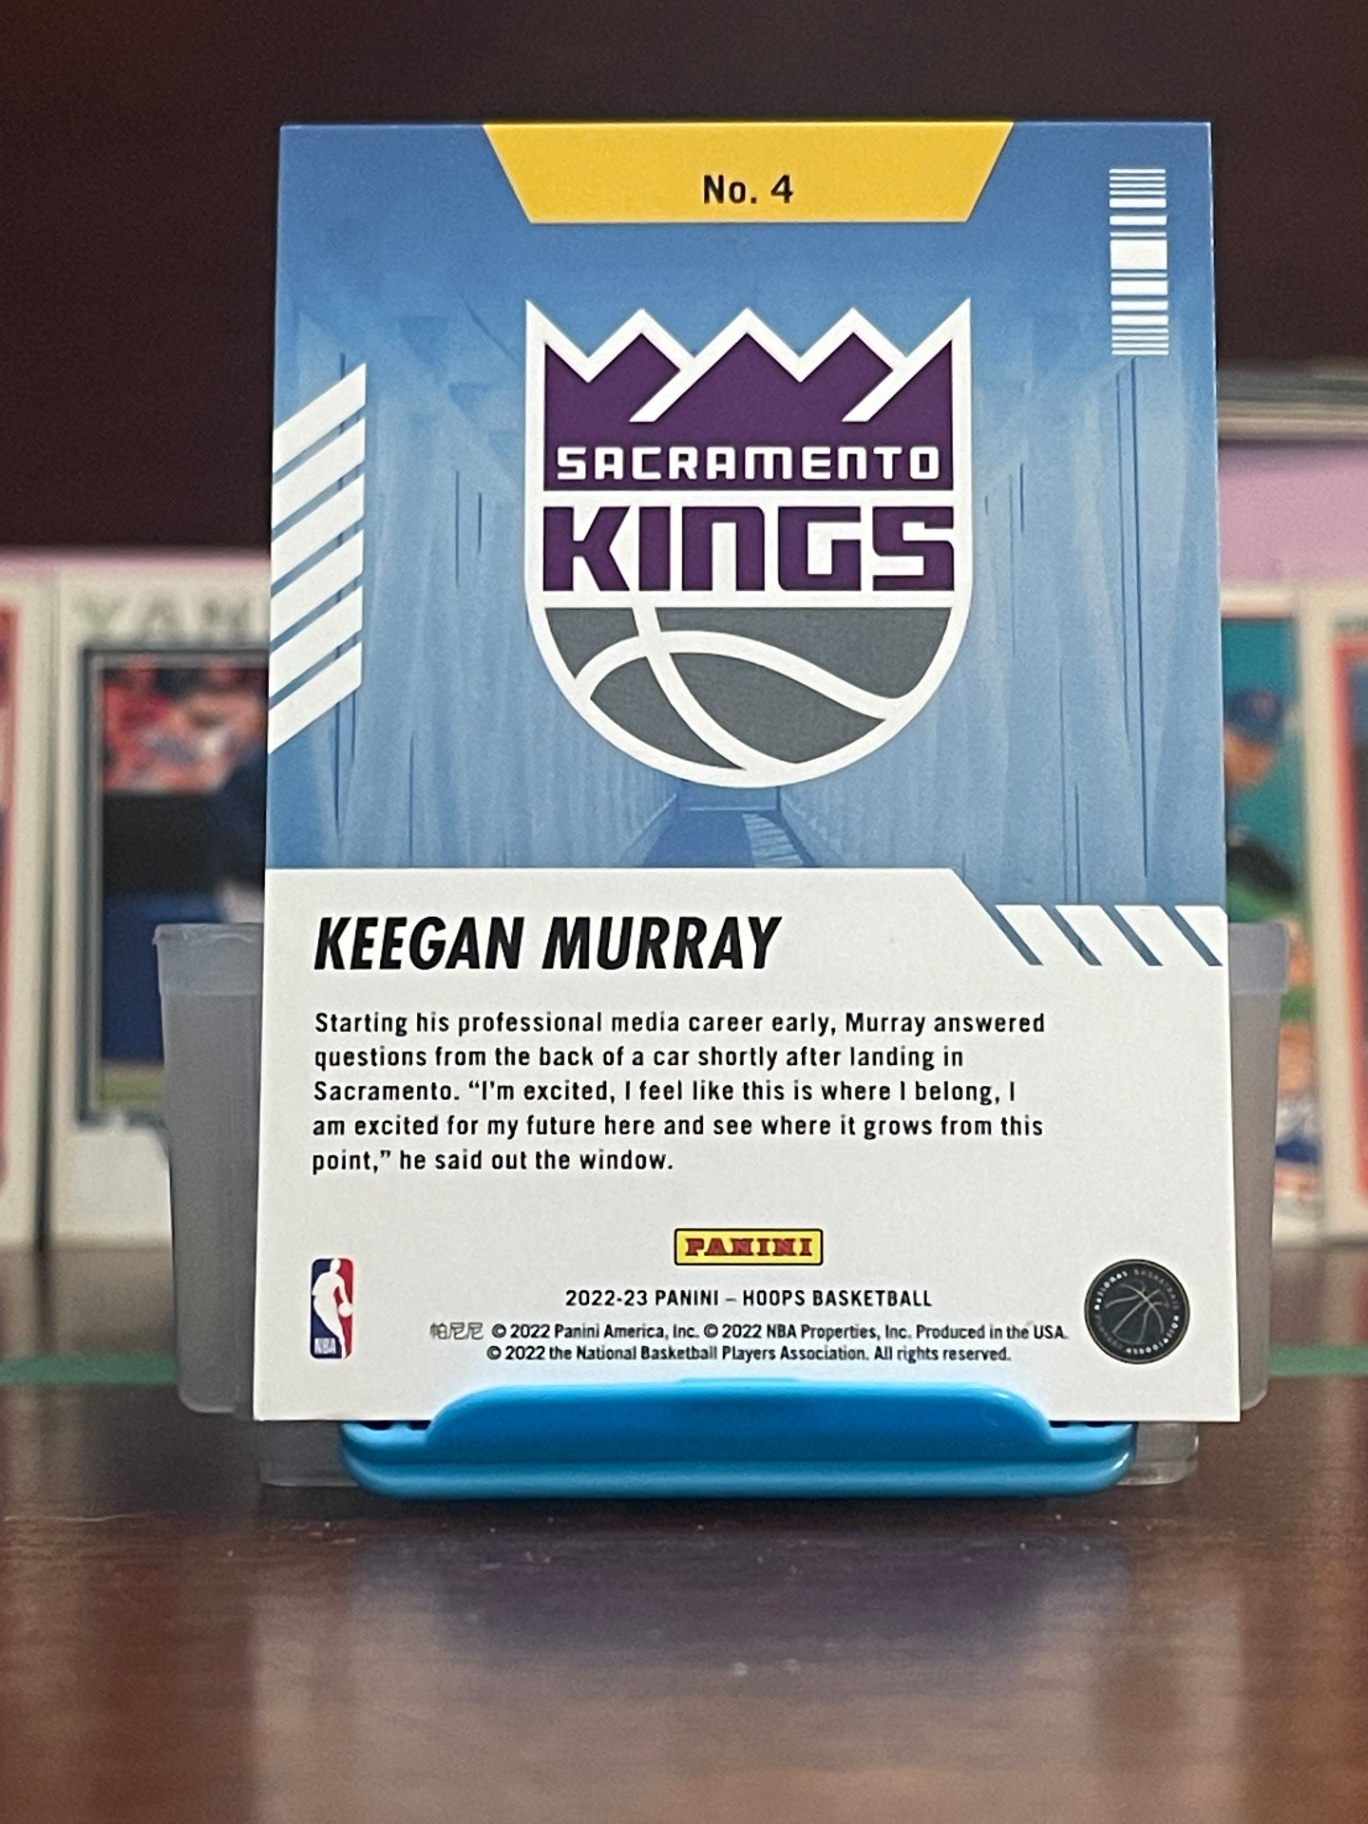 No. 4
SACRAMENTO
KINGS
KEEGAN MURRAY
Starting his professional media career early, Murray answered
questions from the back of a car shortly after landing in
Sacramento. “I’m excited, I feel like this is where I belong, I
am excited for my future here and see where it grows from this
point,” he said out the window.
PANINI
NBA
2022-23 PANINI – HOOPS BASKETBALL
帕尼尼 © 2022 Panini America, Inc. © 2022 NBA Properties, Inc. Produced in the USA.
© 2022 the National Basketball Players Association. All rights reserved.
NATIONAL BASKETBALL
ASSOCIATION